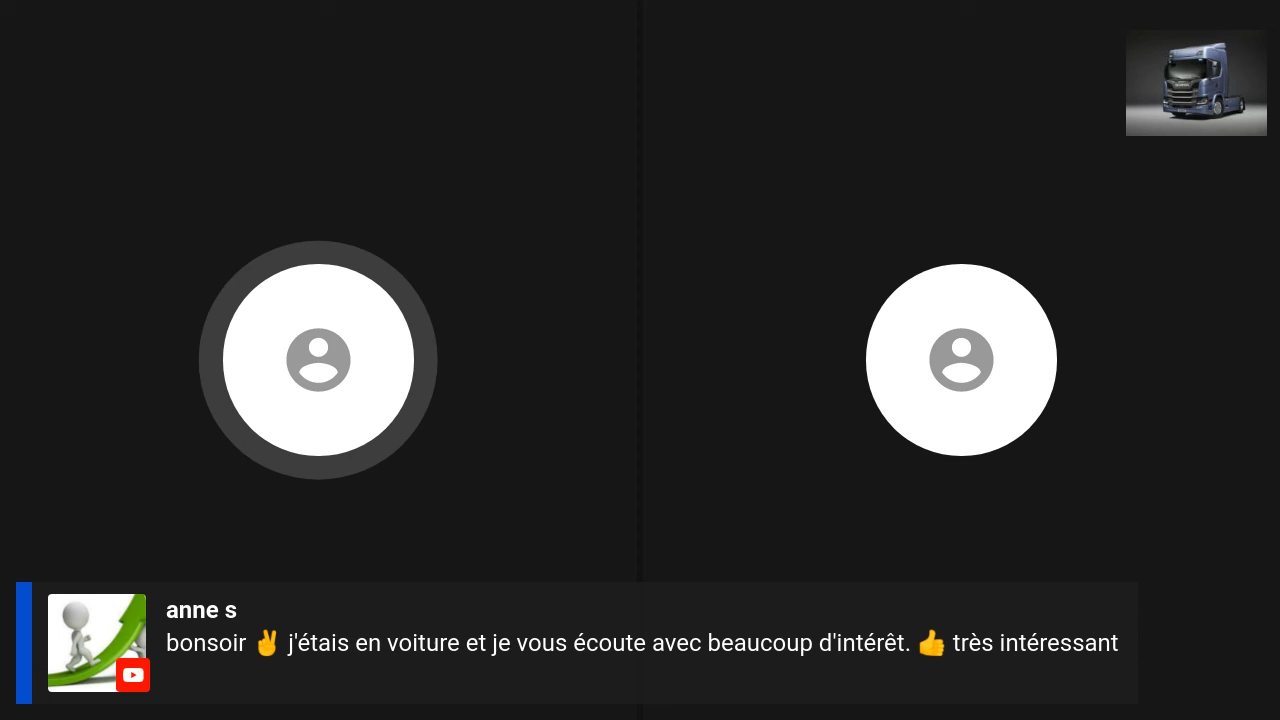 anne s
bonsoir ✌️ j'étais en voiture et je vous écoute avec beaucoup d'intérêt. 👍 très intéressant